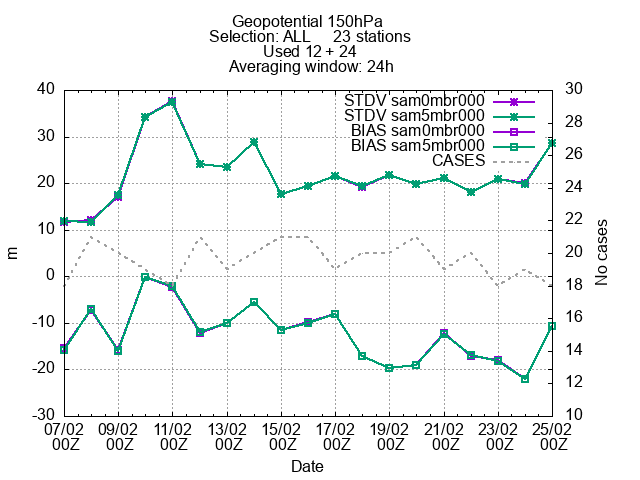 Geopotential 150hPa
Selection: ALL 23 stations
Used 12 + 24
Averaging window: 24h
STDV sam0mbr000
STDV sam5mbr000
BIAS sam0mbr000
BIAS sam5mbr000
CASES
40
30
20
10
0
-10
-20
-30
m
30
28
26
24
22
20
18
16
14
12
10
No cases
07/02 09/02 11/02 13/02 15/02 17/02 19/02 21/02 23/02 25/02
00Z 00Z 00Z 00Z 00Z 00Z 00Z 00Z 00Z 00Z
Date